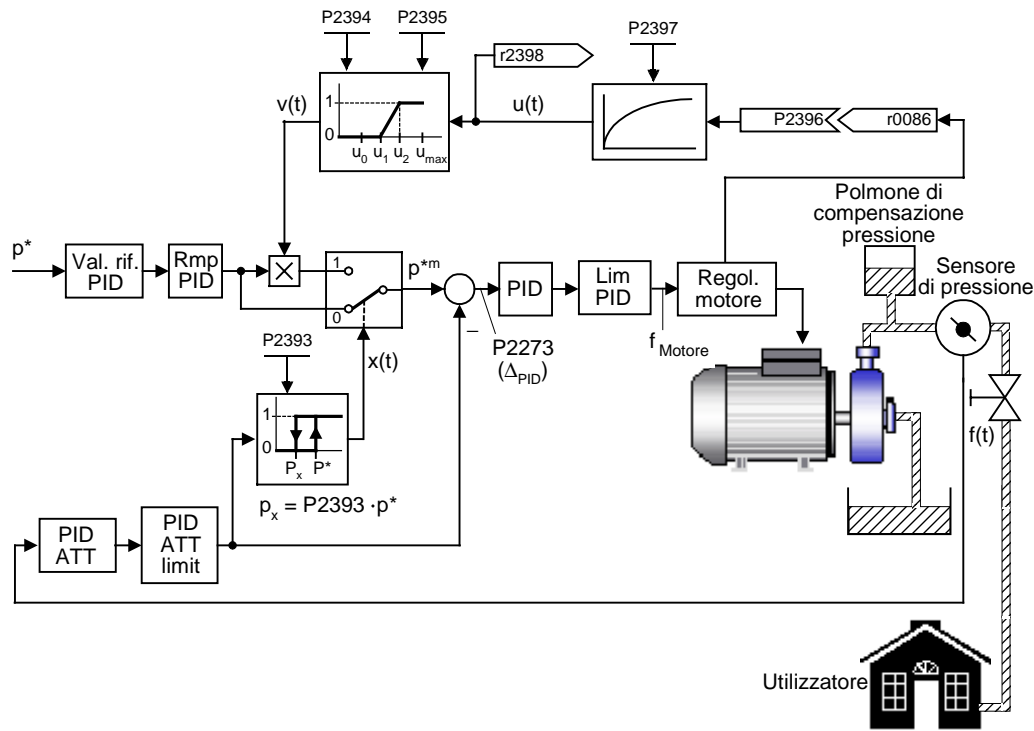 P2394
P2395
P2397
r2398
v(t)
1
0
u0
u1
u2
umax
u(t)
P2396
r0086
Polmone di
compensazione
pressione
Sensore
di pressione
p*
Val. rif.
PID
Rmp
PID
1
0
p*m
PID
Lim
PID
Regol.
motore
–
P2273
(ΔPID)
f Motore
x(t)
P2393
1
0
Px
P*
px = P2393 · p*
f(t)
PID
ATT
PID
ATT
limit
Utilizzatore